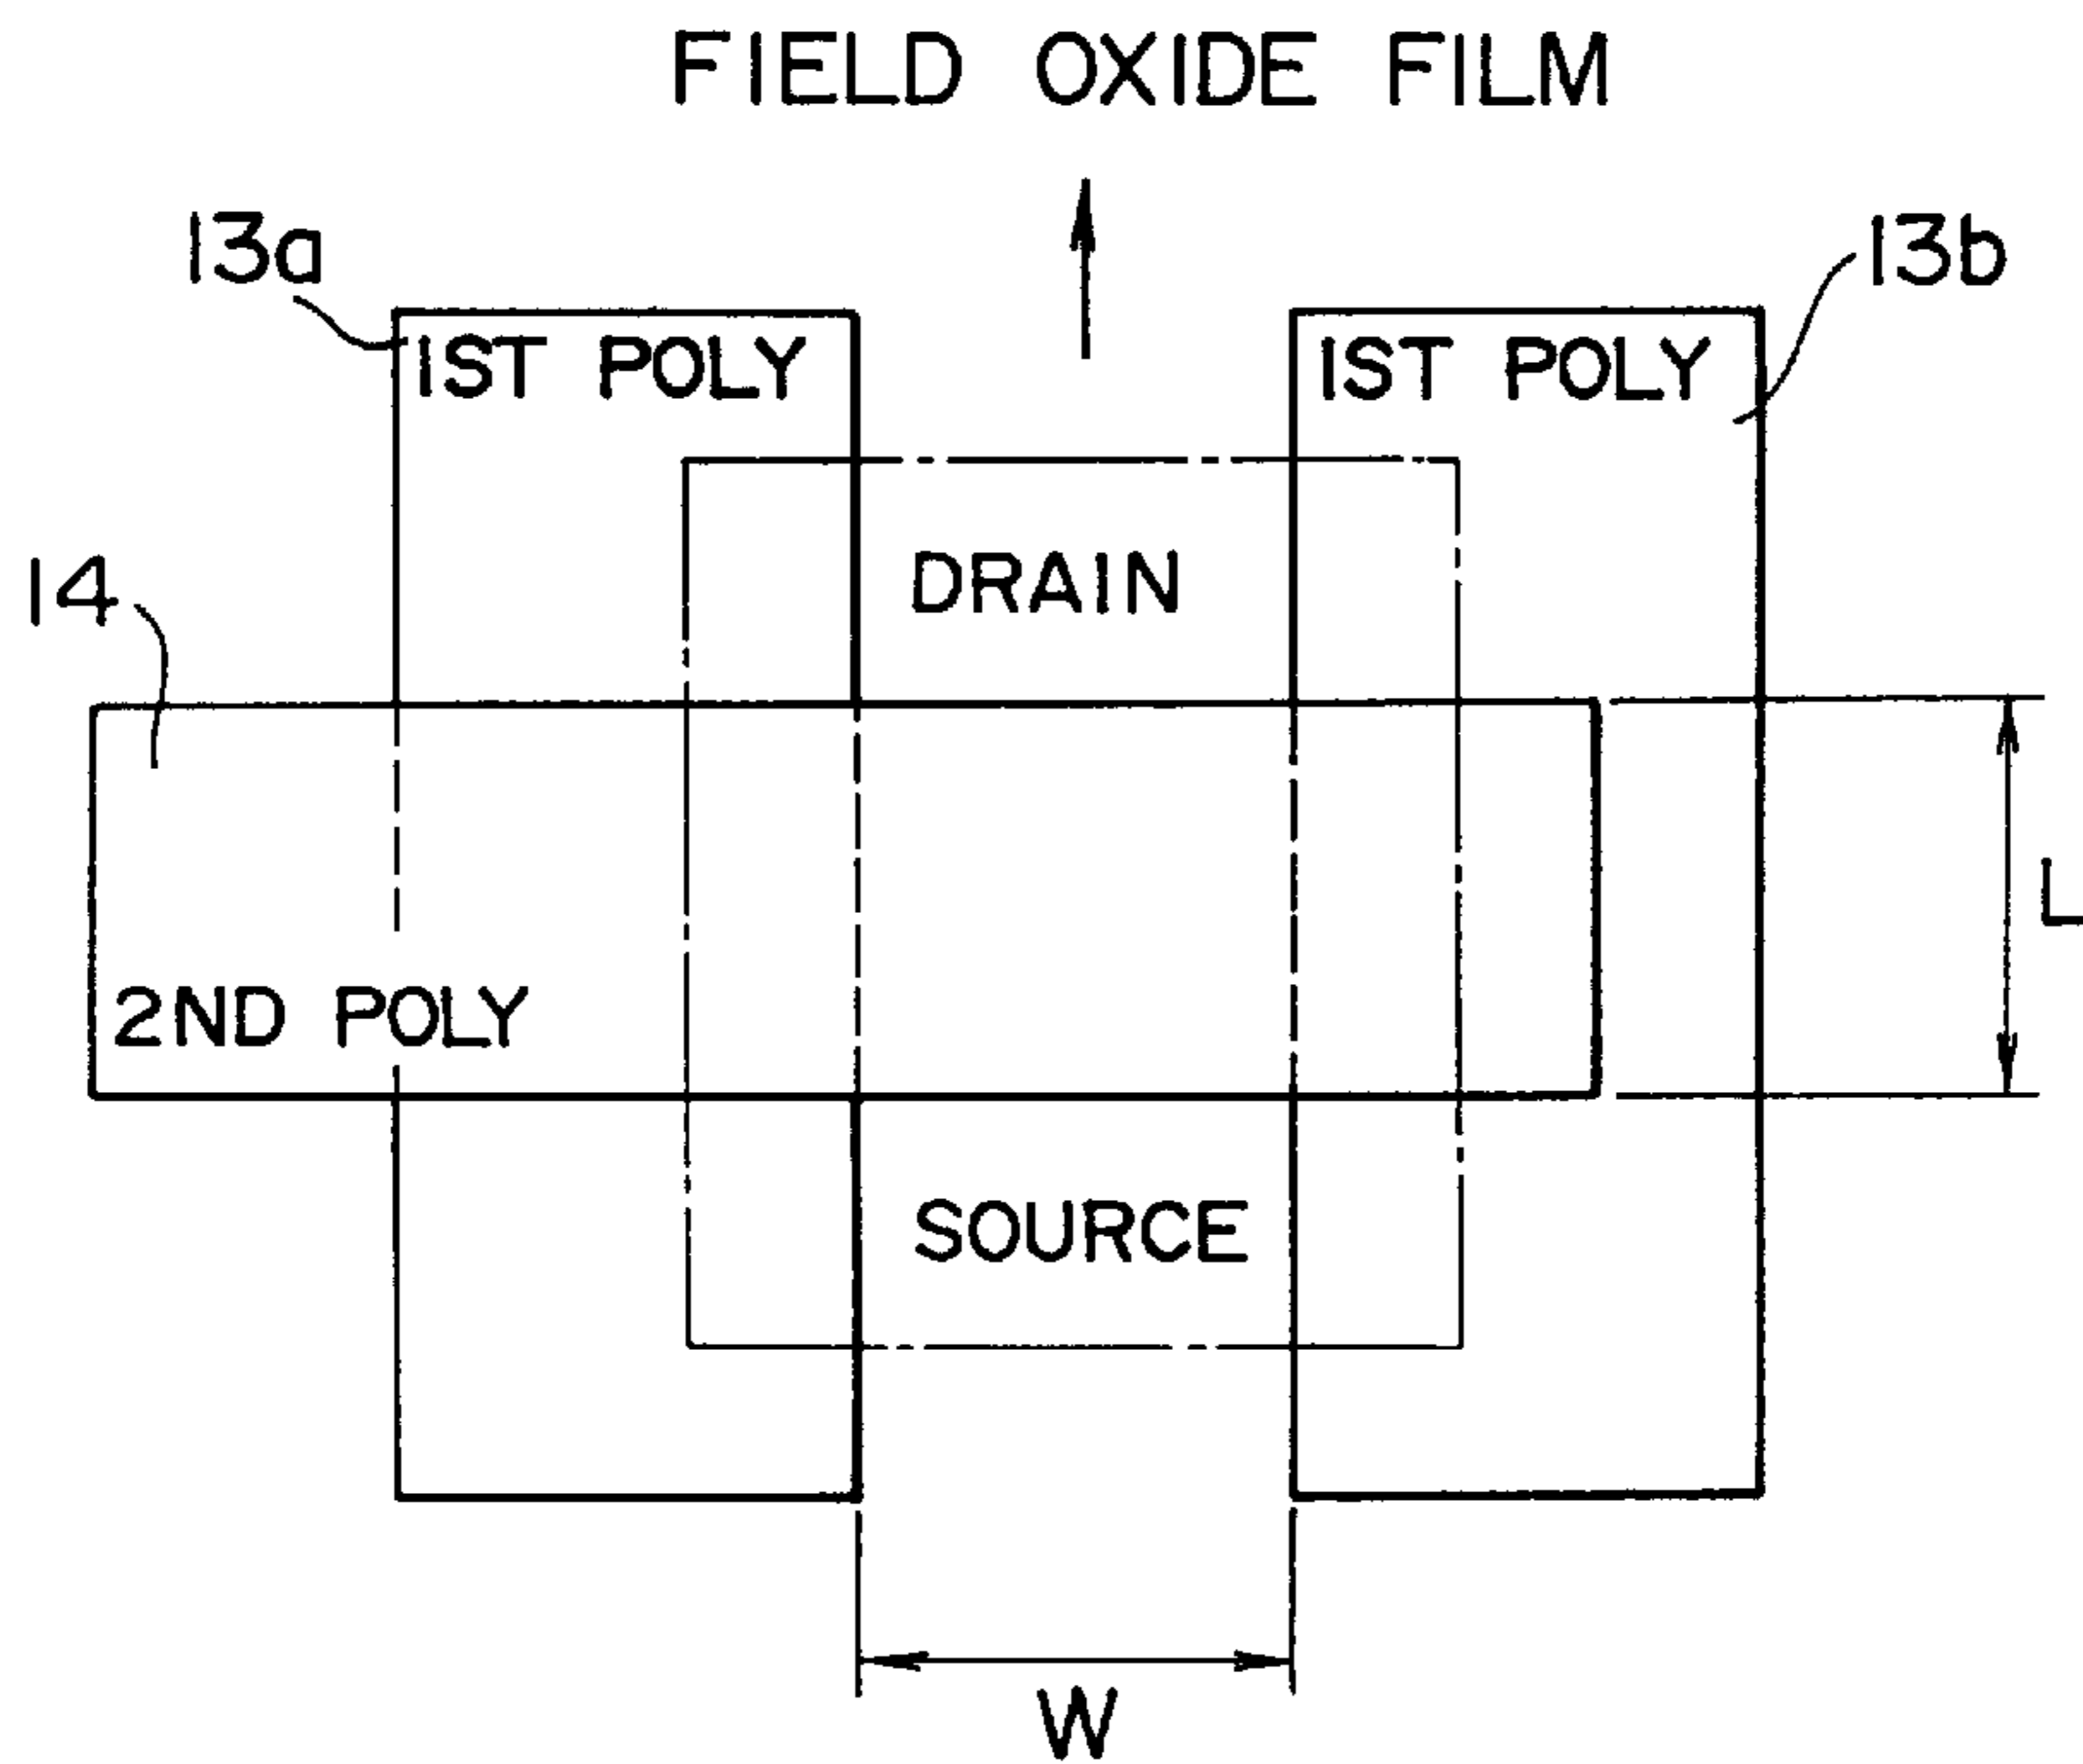 FIELD OXIDE FILM
13a
13b
1ST POLY
1ST POLY
DRAIN
14
L
2ND POLY
SOURCE
W